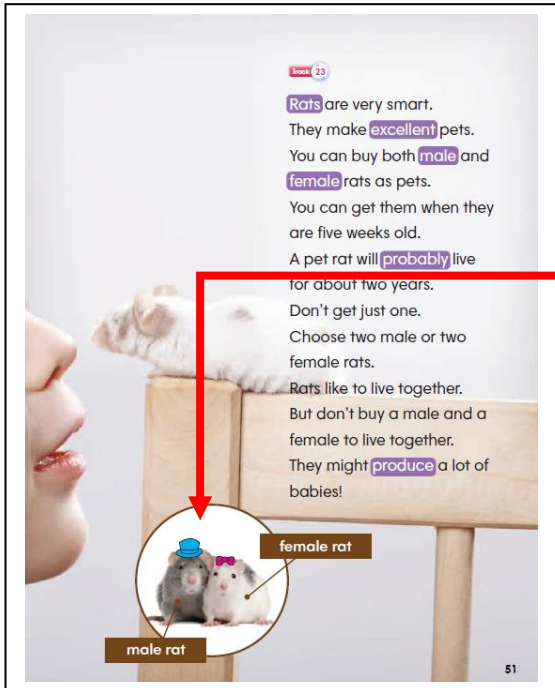 Track 23
Rats are very smart.
They make excellent pets.
You can buy both male and
female rats as pets.
You can get them when they
are five weeks old.
A pet rat will probably live
for about two years.
Don't get just one.
Choose two male or two
female rats.
Rats like to live together.
But don't buy a male and a
female to live together.
They might produce a lot of
babies!
female rat
male rat
51